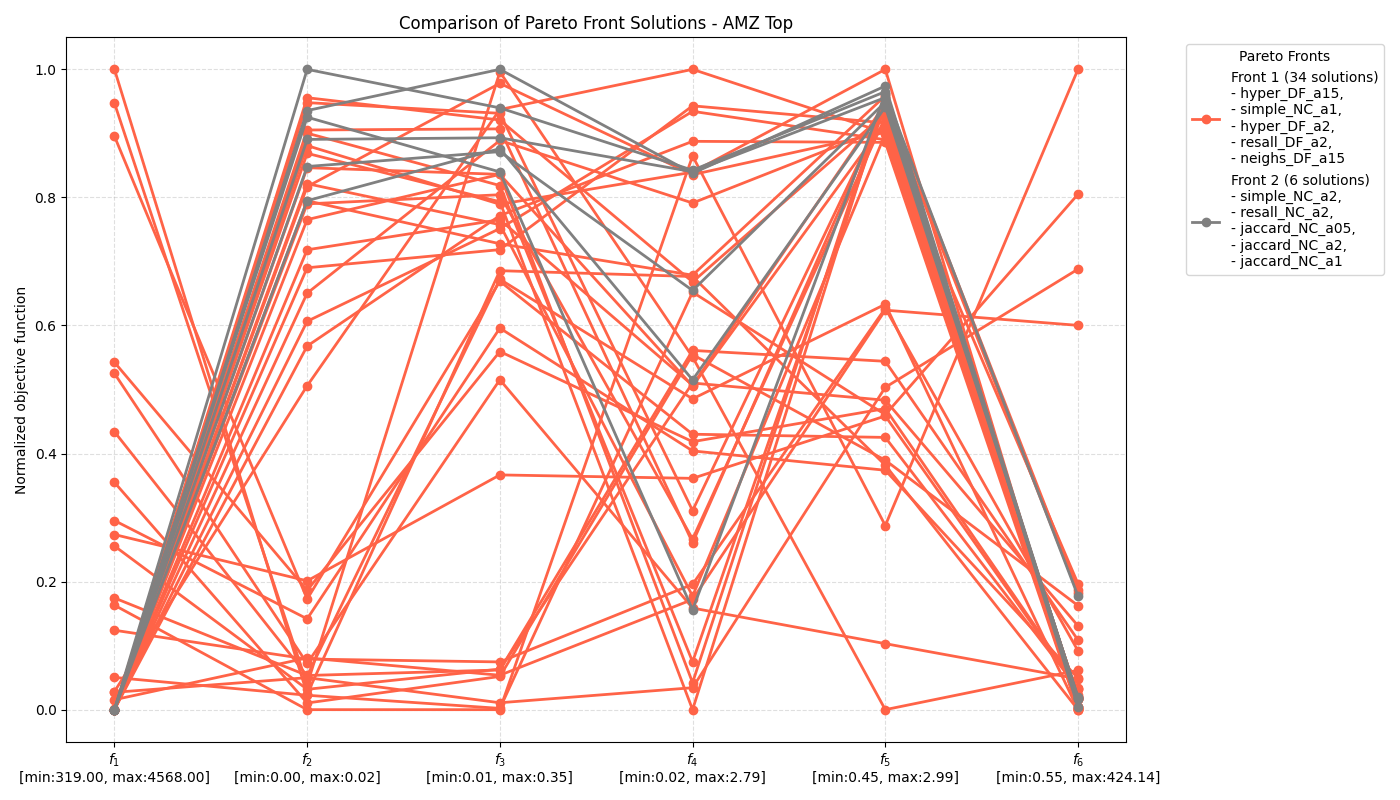 Comparison of Pareto Front Solutions - AMZ Top
Normalized objective function
1.0
0.8
0.6
0.4
0.2
0.0
f1
[min:319.00, max:4568.00]
f2
[min:0.00, max:0.02]
f3
[min:0.01, max:0.35]
f4
[min:0.02, max:2.79]
f5
[min:0.45, max:2.99]
f6
[min:0.55, max:424.14]
Pareto Fronts
Front 1 (34 solutions)
- hyper_DF_a15,
- simple_NC_a1,
- hyper_DF_a2,
- resall_DF_a2,
- neighs_DF_a15
Front 2 (6 solutions)
- simple_NC_a2,
- resall_NC_a2,
- jaccard_NC_a05,
- jaccard_NC_a2,
- jaccard_NC_a1